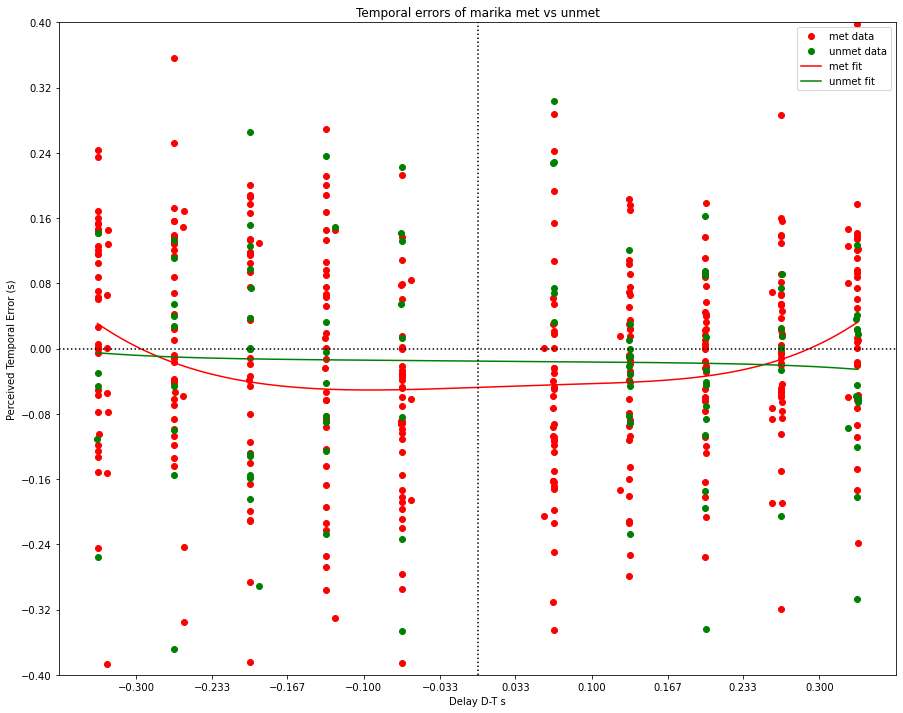 Temporal errors of marika met vs unmet
met data
unmet data
met fit
unmet fit
Perceived Temporal Error (s)
0.40
0.32
0.24
0.16
0.08
0.00
−0.08
−0.16
−0.24
−0.32
−0.40
−0.300 −0.233 −0.167 −0.100 −0.033 0.033 0.100 0.167 0.233 0.300
Delay D-T s